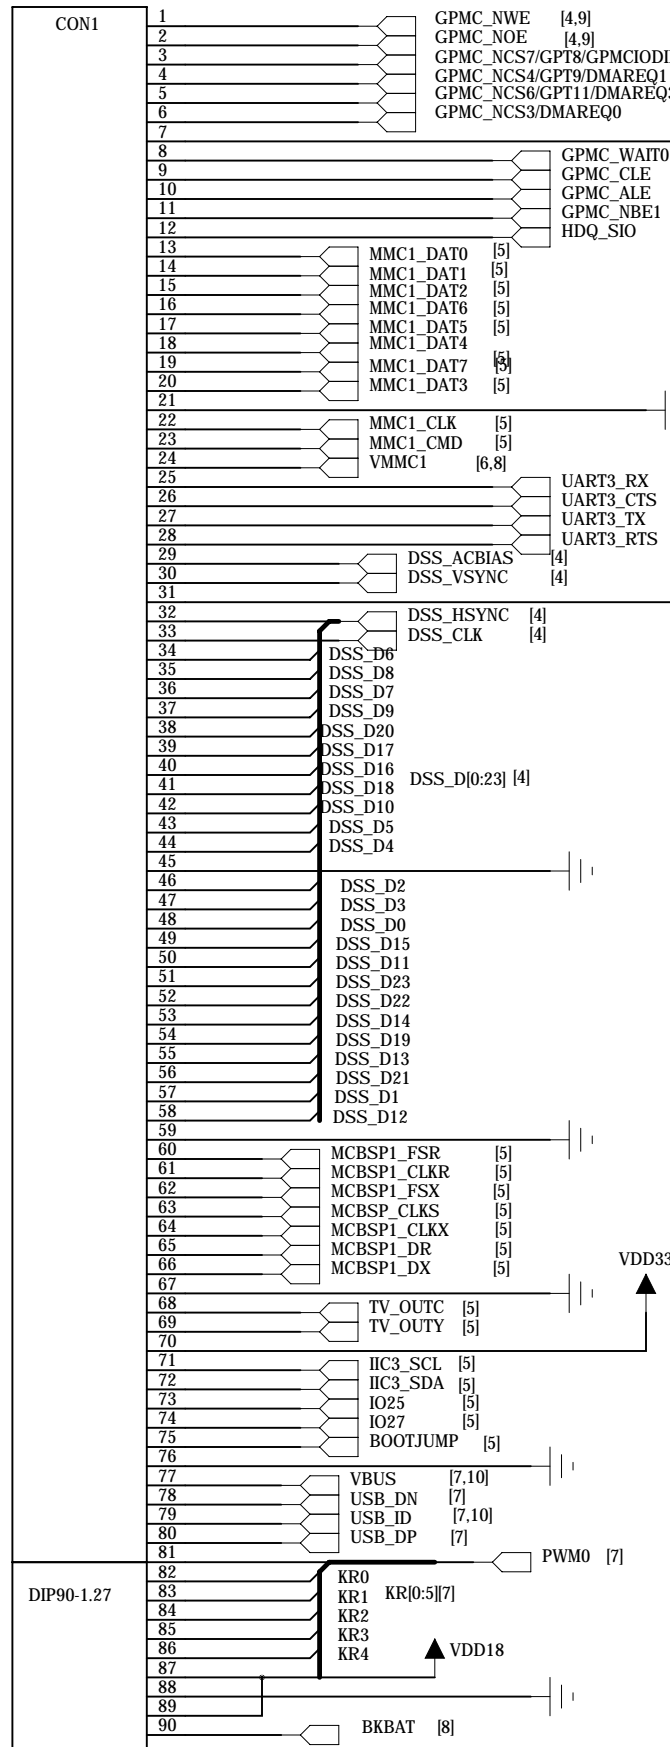 CON1
1 GPMC_NWE [4,9]
2 GPMC_NOE [4,9]
3 GPMC_NCS7/GPT8/GPMCIODI
4 GPMC_NCS4/GPT9/DMAREQ1
5 GPMC_NCS6/GPT11/DMAREQ3
6 GPMC_NCS3/DMAREQ0
7
8 GPMC_WAIT0
9 GPMC_CLE
10 GPMC_ALE
11 GPMC_NBE1
12 HDQ_SIO
13 MMC1_DAT0 [5]
14 MMC1_DAT1 [5]
15 MMC1_DAT2 [5]
16 MMC1_DAT6 [5]
17 MMC1_DAT5 [5]
18 MMC1_DAT4 [5]
19 MMC1_DAT7 [5]
20 MMC1_DAT3 [5]
21
22 MMC1_CLK [5]
23 MMC1_CMD [5]
24 VMMC1 [6,8]
25 UART3_RX
26 UART3_CTS
27 UART3_TX
28 UART3_RTS
29 DSS_ACBIAS [4]
30 DSS_VSYNC [4]
31
32 DSS_HSYNC [4]
33 DSS_CLK [4]
34 DSS_D6
35 DSS_D8
36 DSS_D7
37 DSS_D9
38 DSS_D20
39 DSS_D17
40 DSS_D16
DSS_D[0:23] [4]
41 DSS_D18
42 DSS_D10
43 DSS_D5
44 DSS_D4
45
46 DSS_D2
47 DSS_D3
48 DSS_D0
49 DSS_D15
50 DSS_D11
51 DSS_D23
52 DSS_D22
53 DSS_D14
54 DSS_D19
55 DSS_D13
56 DSS_D21
57 DSS_D1
58 DSS_D12
59
60 MCBSP1_FSR [5]
61 MCBSP1_CLKR [5]
62 MCBSP1_FSX [5]
63 MCBSP_CLKS [5]
64 MCBSP1_CLKX [5]
65 MCBSP1_DR [5]
66 MCBSP1_DX [5]
VDD33
67
68 TV_OUTC [5]
69 TV_OUTY [5]
70
71 IIC3_SCL [5]
72 IIC3_SDA [5]
73 IO25 [5]
74 IO27 [5]
75 BOOTJUMP [5]
76
77 VBUS [7,10]
78 USB_DN [7]
79 USB_ID [7,10]
80 USB_DP [7]
81 PWM0 [7]
DIP90-1.27
82 KR0
83 KR1 KR[0:5][7]
84 KR2
85 KR3
86 KR4
VDD18
87
88
89
90 BKBAT [8]